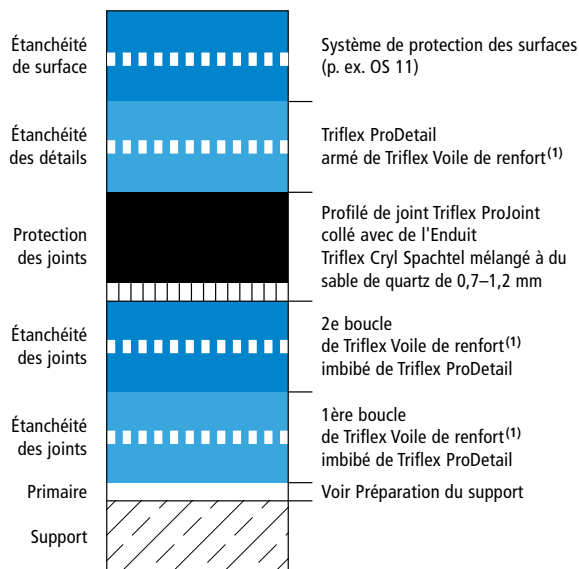 Étanchéité
de surface
Système de protection des surfaces
(p. ex. OS 11)
Étanchéité
des détails
Triflex ProDetail
armé de Triflex Voile de renfort(1)
Protection
des joints
Profilé de joint Triflex ProJoint
collé avec de l'Enduit
Triflex Cryl Spachtel mélangé à du
sable de quartz de 0,7–1,2 mm
Étanchéité
des joints
2e boucle
de Triflex Voile de renfort(1)
imbibé de Triflex ProDetail
Étanchéité
des joints
1ère boucle
de Triflex Voile de renfort(1)
imbibé de Triflex ProDetail
Primaire
Voir Préparation du support
Support